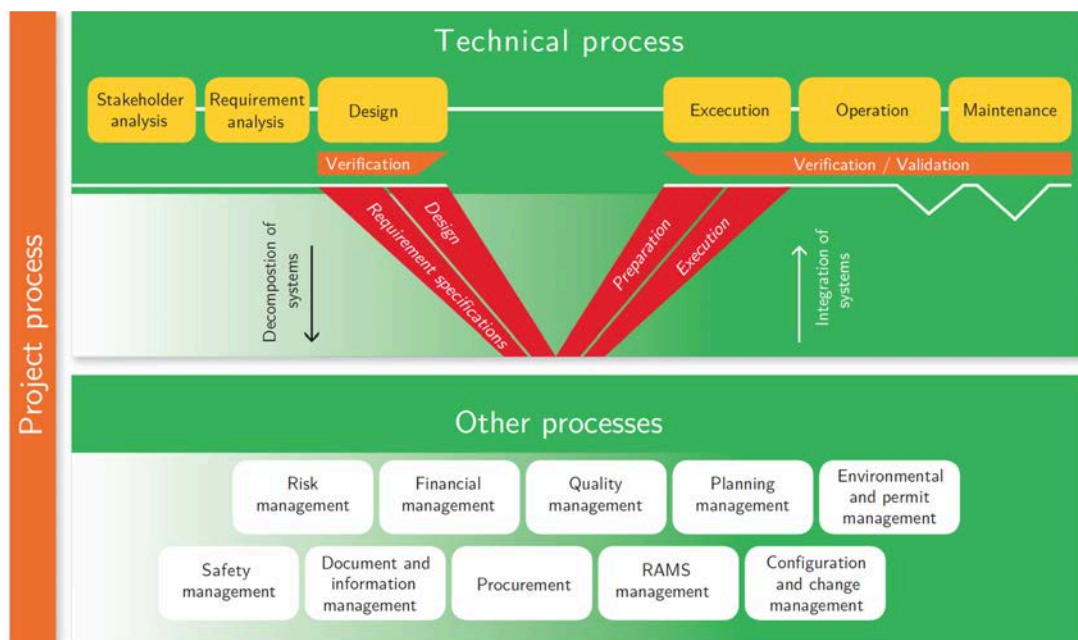 Project process
Technical process
Stakeholder
analysis
Requirement
analysis
Design
Excecution
Operation
Maintenance
Verification
Verification / Validation
Decompostion of
systems
Requirement specifications
Design
Preparation
Execution
Integration of
systems
Other processes
Risk
management
Financial
management
Quality
management
Planning
management
Environmental
and permit
management
Safety
management
Document and
information
management
Procurement
RAMS
management
Configuration
and change
management